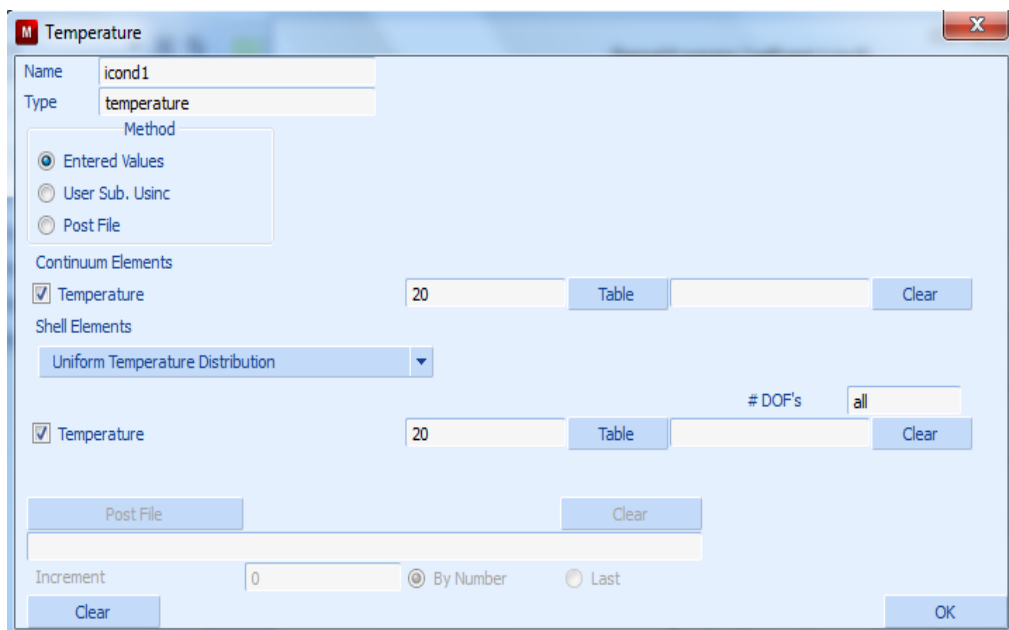 M Temperature X
Name icond1
Type temperature
Method
Entered Values
User Sub. Usinc
Post File
Continuum Elements
Temperature 20 Table Clear
Shell Elements
Uniform Temperature Distribution
# DOF's all
Temperature 20 Table Clear
Post File Clear
Increment 0 By Number Last
Clear OK